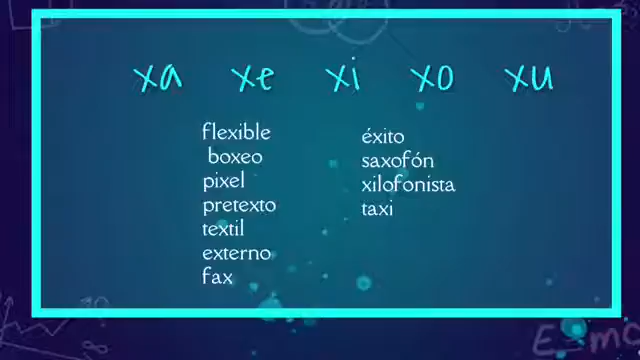 xa xe xi xo xu
flexible
boxeo
pixel
pretexto
textil
externo
fax
éxito
saxofón
xilofonista
taxi